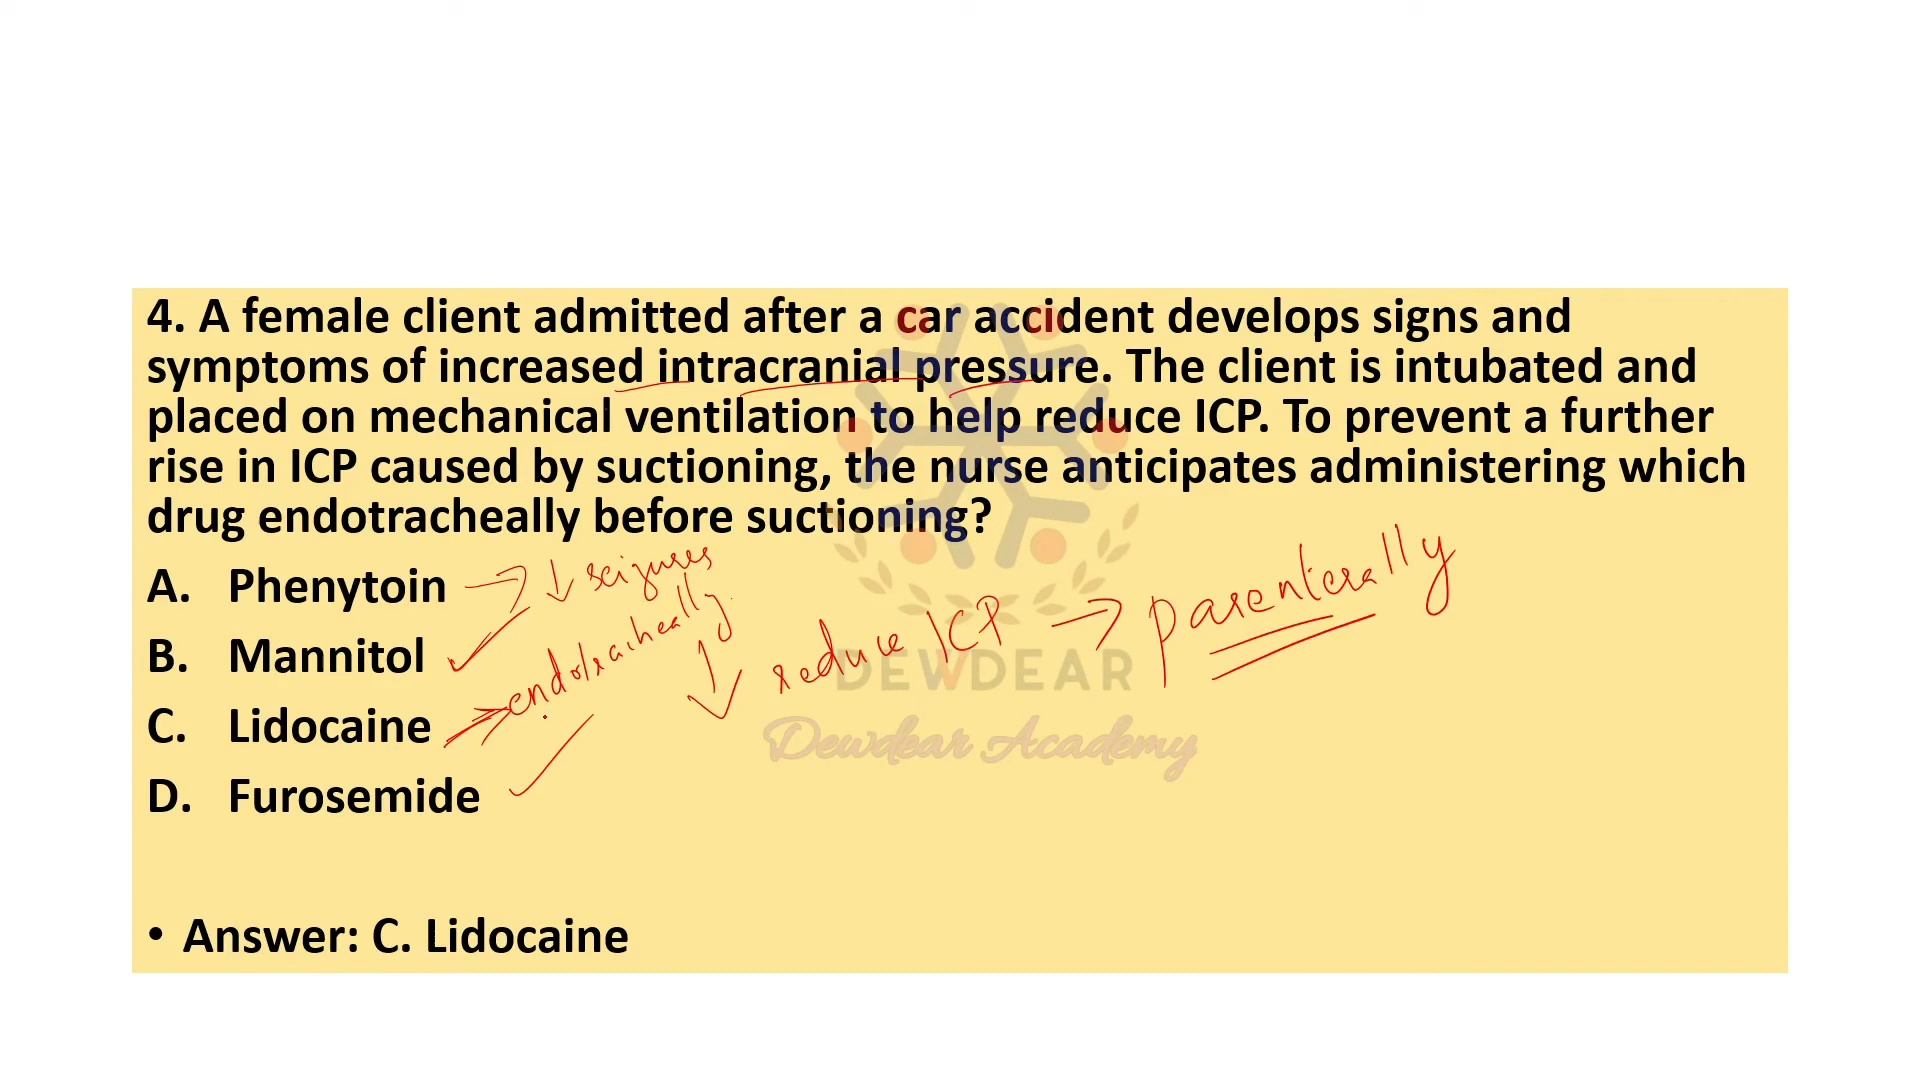 4. A female client admitted after a car accident develops signs and
symptoms of increased intracranial pressure. The client is intubated and
placed on mechanical ventilation to help reduce ICP. To prevent a further
rise in ICP caused by suctioning, the nurse anticipates administering which
drug endotracheally before suctioning?
A. Phenytoin → ↓ seizures
B. Mannitol
endotracheally
reduce ICP → parenterally
DEWDEAR
C. Lidocaine
Dewdear Academy
D. Furosemide
• Answer: C. Lidocaine